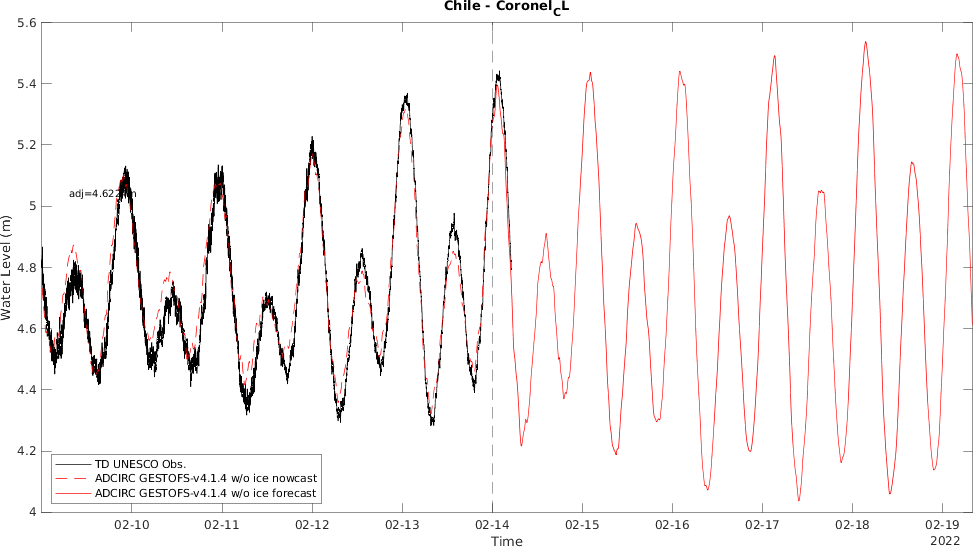 Chile - Coronel_CL
5.6
5.4
5.2
5
4.8
4.6
4.4
4.2
4
Water Level (m)
adj=4.622 m
TD UNESCO Obs.
ADCIRC GESTOFS-v4.1.4 w/o ice nowcast
ADCIRC GESTOFS-v4.1.4 w/o ice forecast
02-10 02-11 02-12 02-13 02-14 02-15 02-16 02-17 02-18 02-19
Time
2022